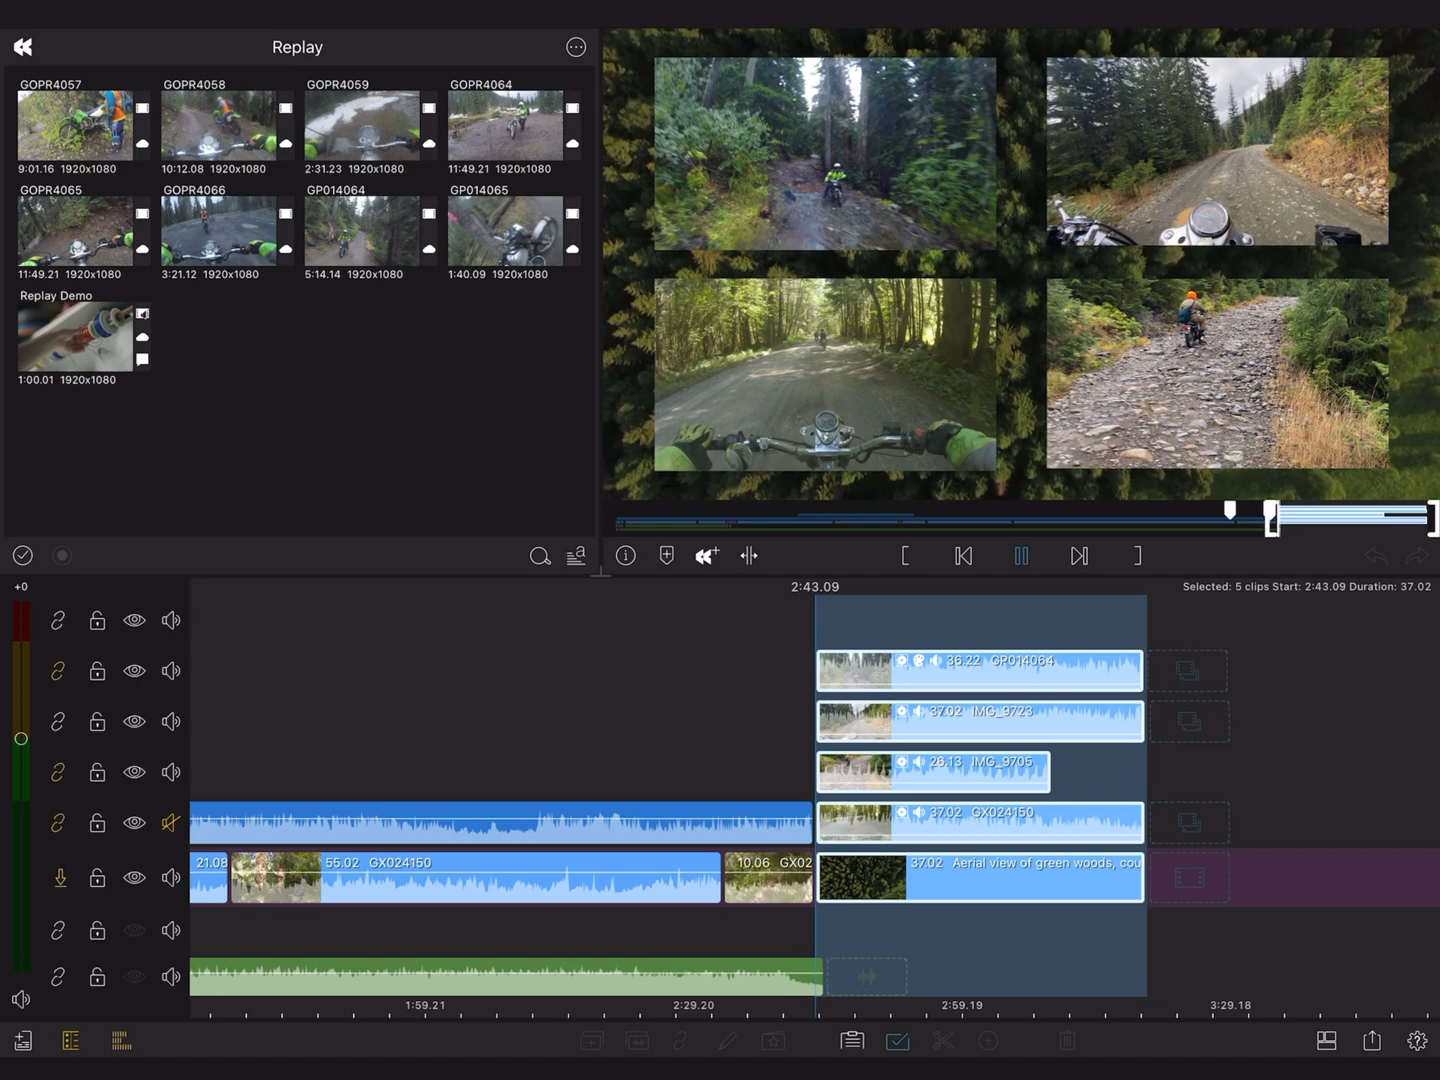 Replay
GOPR4057
GOPR4058
GOPR4059
GOPR4064
9:01.16 1920x1080
10:12.08 1920x1080
2:31.23 1920x1080
11:49.21 1920x1080
GOPR4065
GOPR4066
GP014064
GP014065
11:49.21 1920x1080
3:21.12 1920x1080
5:14.14 1920x1080
1:40.09 1920x1080
Replay Demo
1:00.01 1920x1080
+0
2:43.09
Selected: 5 clips Start: 2:43.09 Duration: 37.02
36.22 GP014064
37.02 IMG_9723
26.13 IMG_9705
37.02 GX024150
21.08
55.02 GX024150
10.06 GX02
37.02 Aerial view of green woods, cou
1:59.21
2:29.20
2:59.19
3:29.18